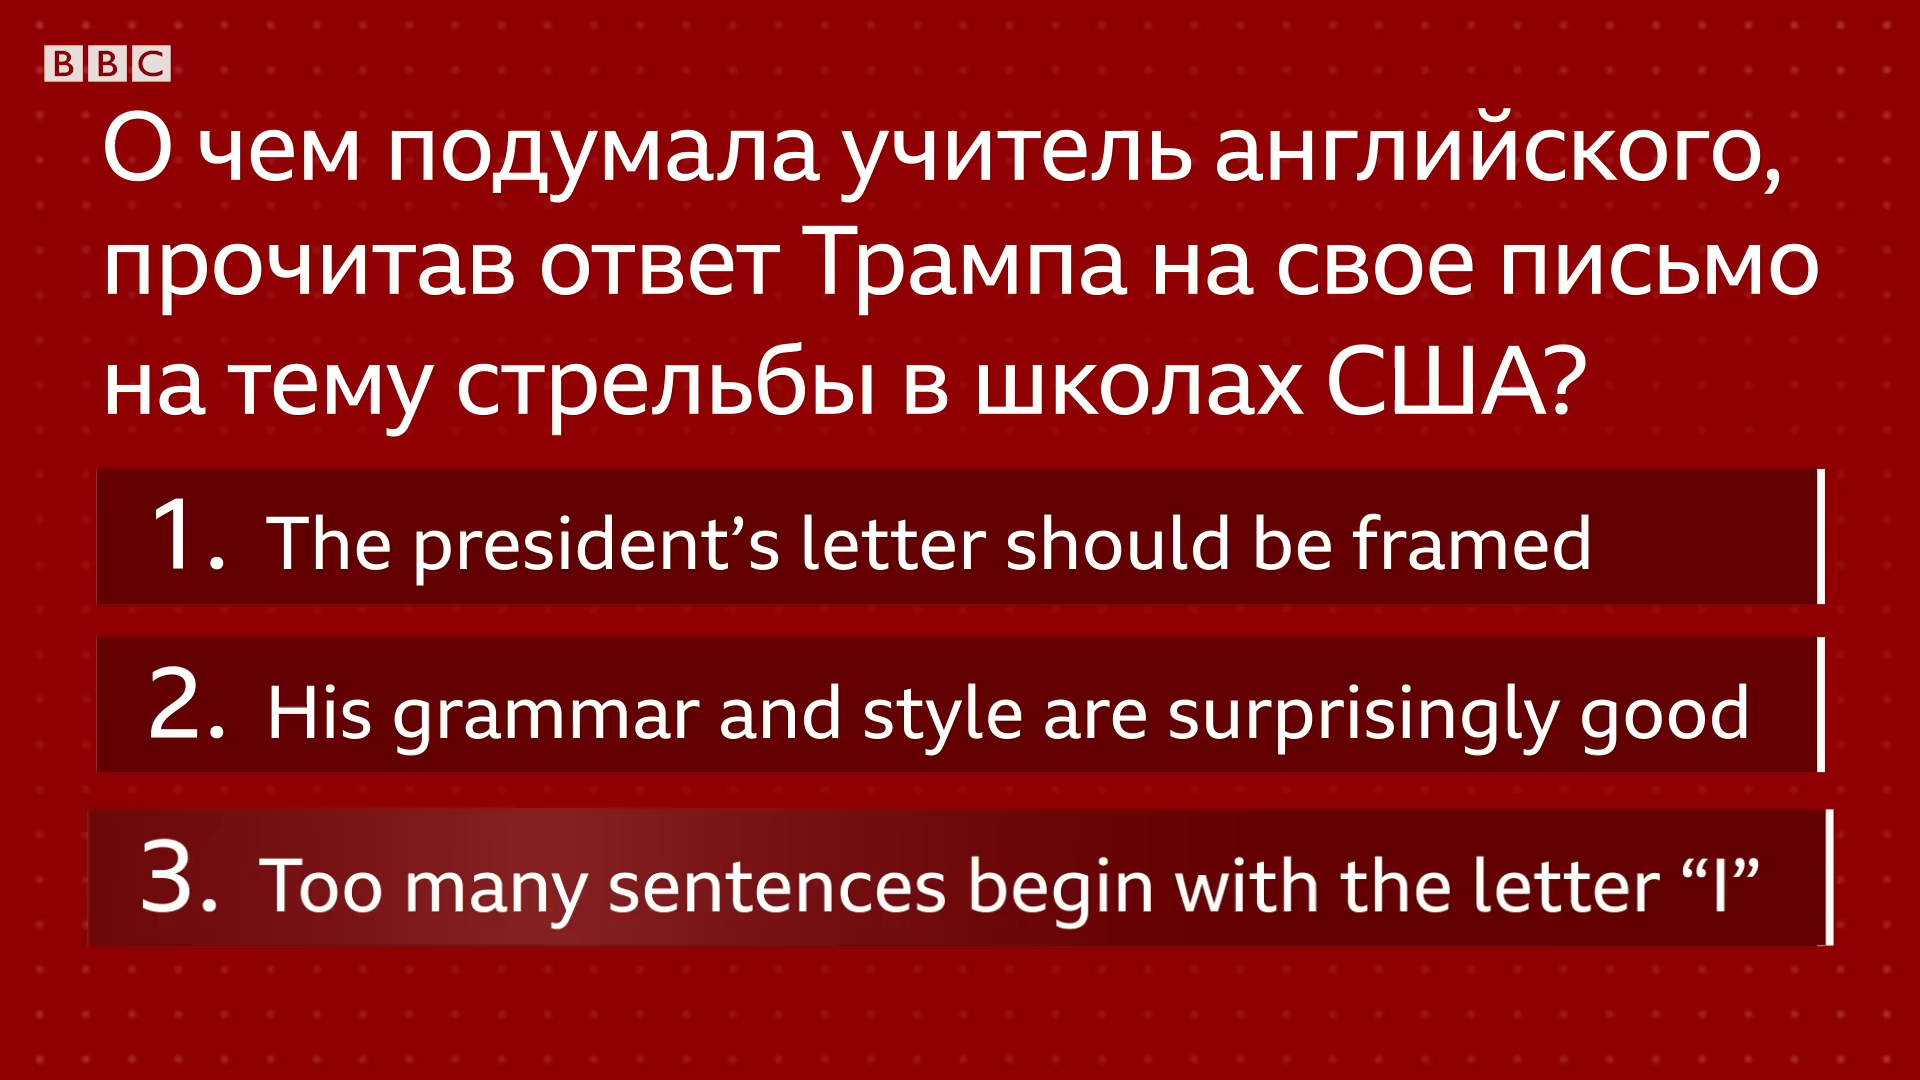 BBC
О чем подумала учитель английского,
прочитав ответ Трампа на свое письмо
на тему стрельбы в школах США?
1. The president’s letter should be framed
2. His grammar and style are surprisingly good
3. Too many sentences begin with the letter “I”